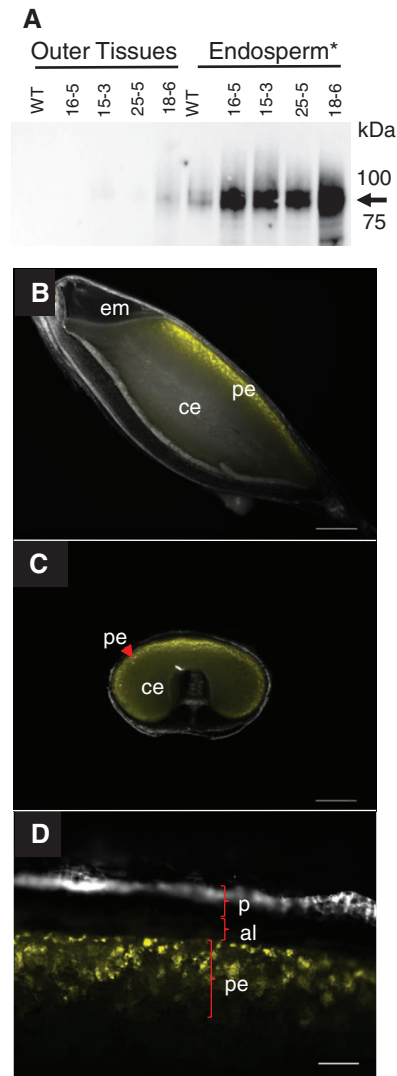 A
Outer Tissues Endosperm*
WT 16-5 15-3 25-5 18-6 WT 16-5 15-3 25-5 18-6
kDa
100
75
B
em
pe
ce
C
pe
ce
D
p
al
pe